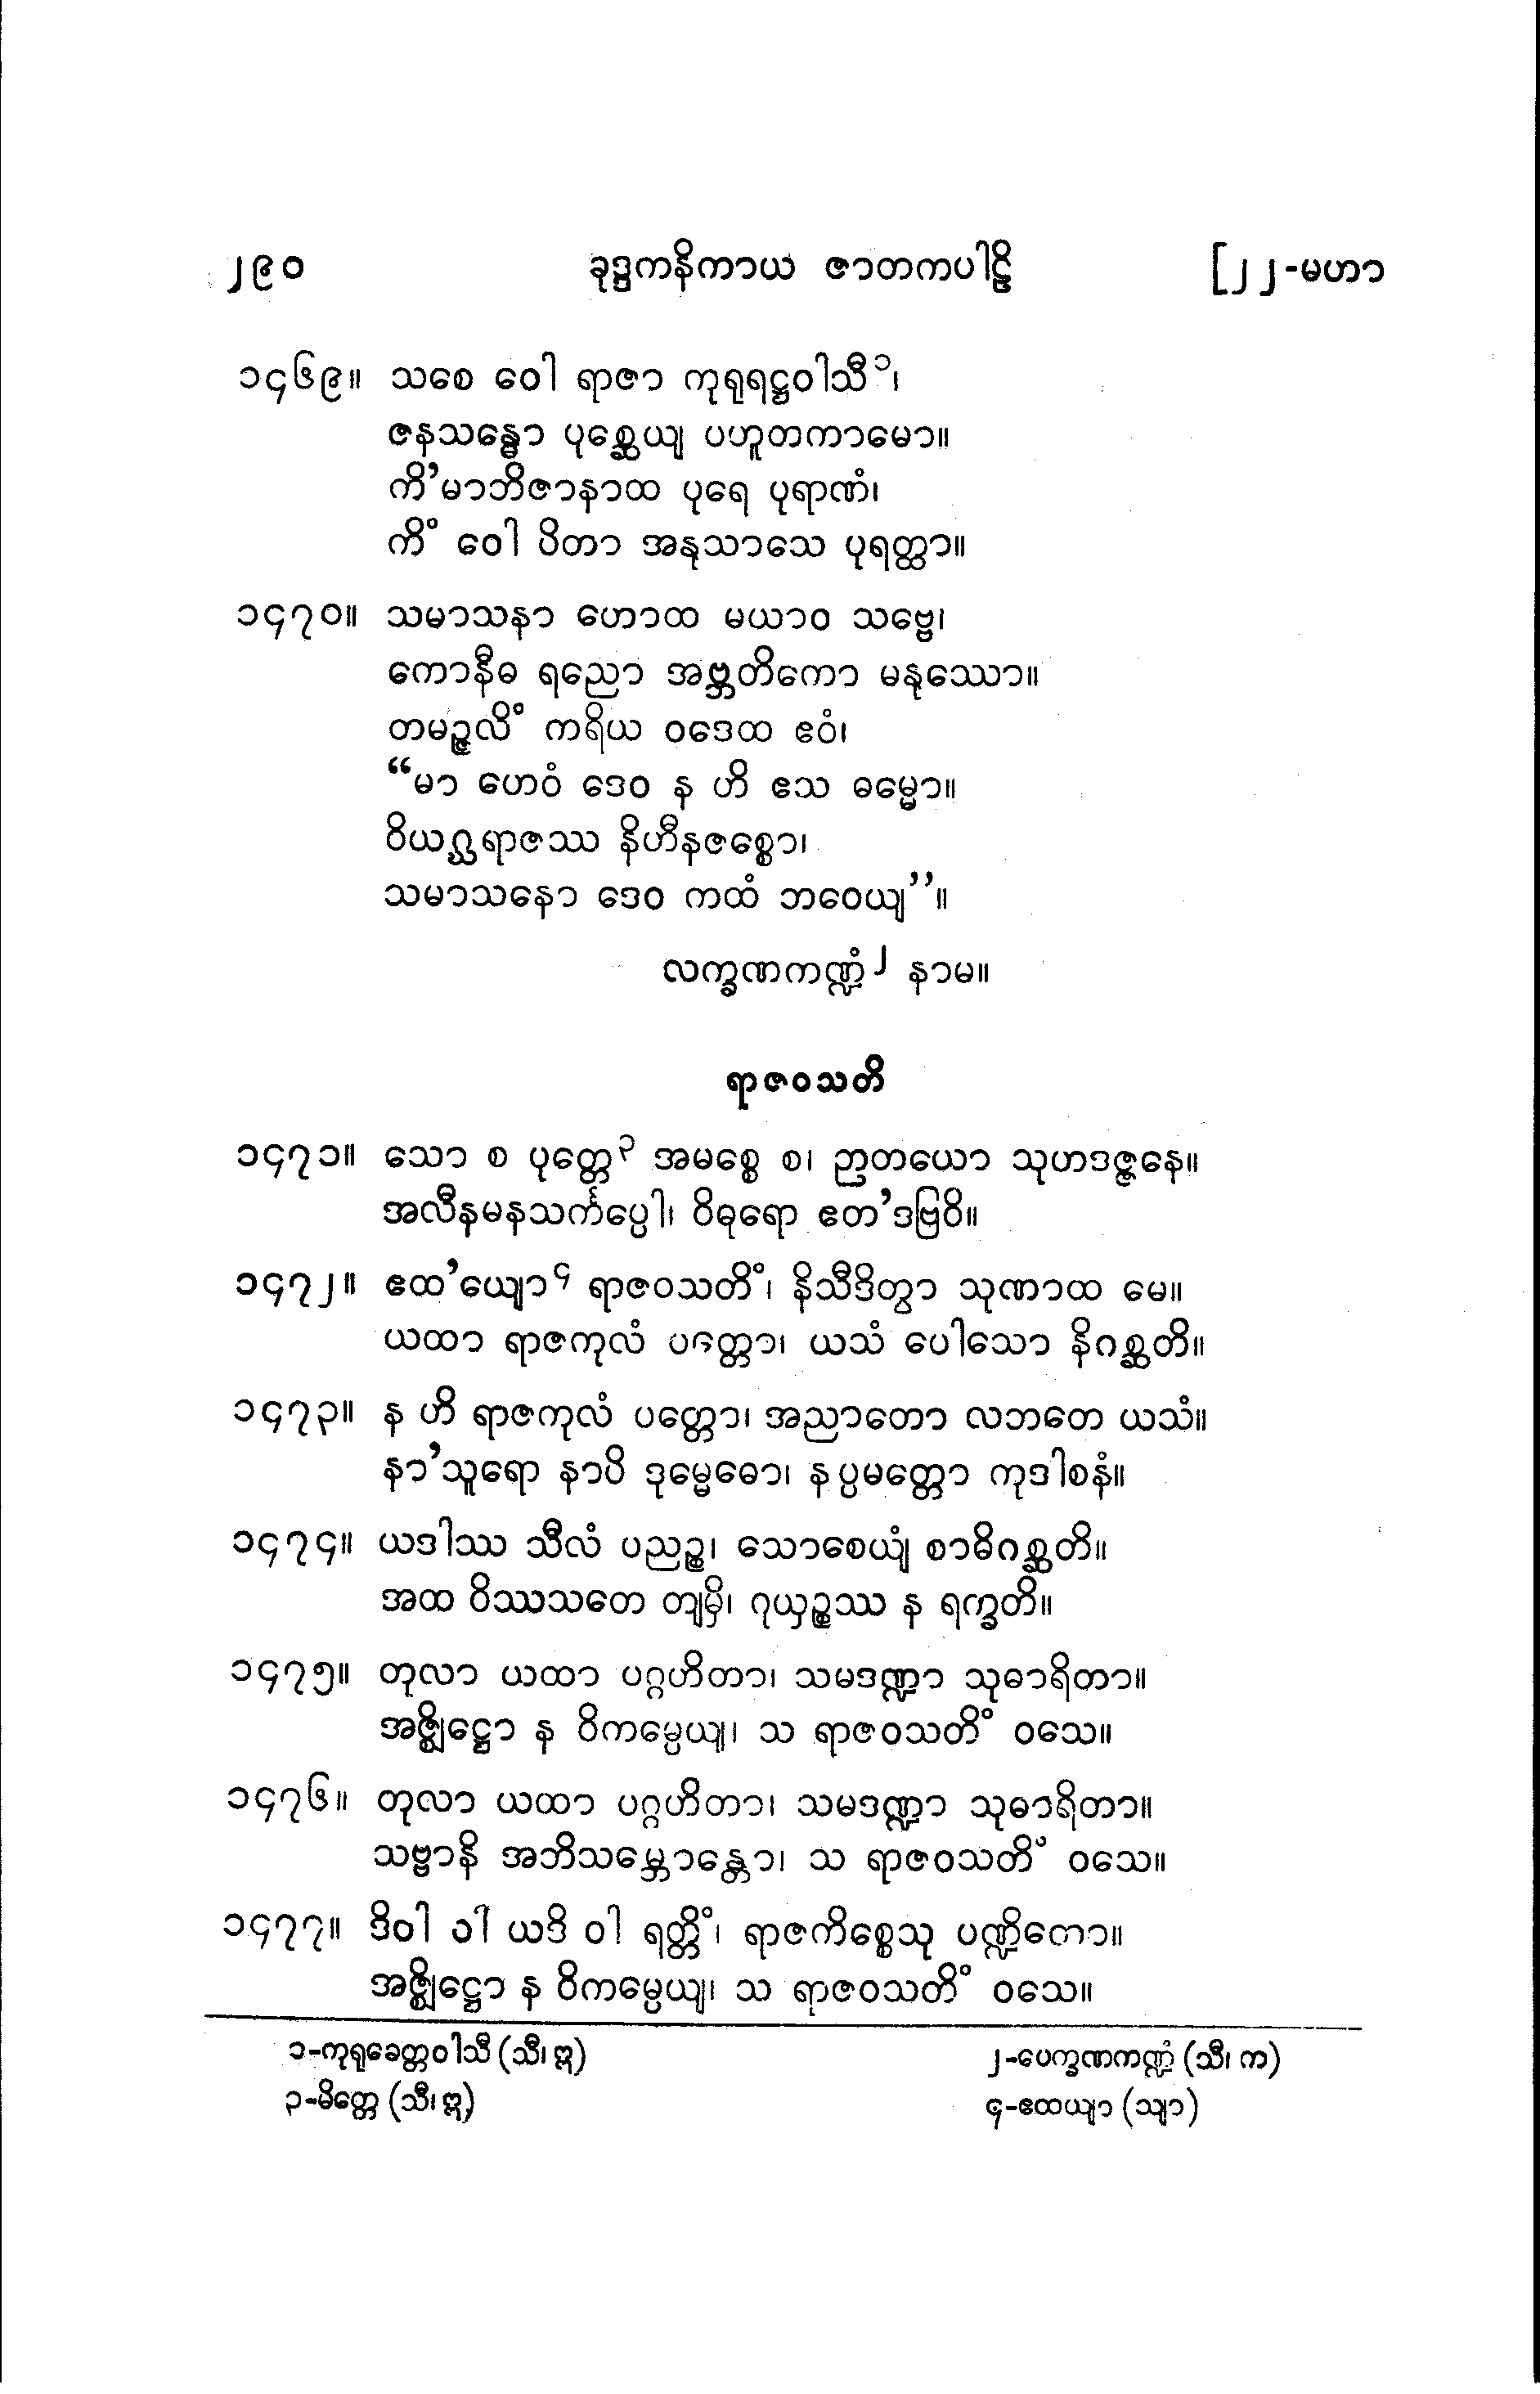 ၂၉၀ ခုဒ္ဒကနိကာယ ဇာတကပါဠိ [၂၂-မဟာ
၁၄၆၉။ သစေ ဝေါ ရာဇာ ကုရုရဋ္ဌဝါသီ၁၊
ဇနသန္ဓော ပုစ္ဆေယျ ပဟူတကာမော။
ကိ’မာဘိဇာနာထ ပုရေ ပုရာဏံ၊
ကိံ ဝေါ ပိတာ အနုသာသေ ပုရတ္ထာ။
၁၄၇၀။ သမာသနာ ဟောထ မယာဝ သဗ္ဗေ၊
ကောနီဓ ရညော အဗ္ဘတိကော မနုဿော။
တမဉ္ဇလိံ ကရိယ ဝဒေထ ဧဝံ၊
“မာ ဟေဝံ ဒေဝ န ဟိ ဧသ ဓမ္မော။
ဝိယဂ္ဃရာဇဿ နိဟီနဇစ္စော၊
သမာသနော ဒေဝ ကထံ ဘဝေယျ’’။
လက္ခဏကဏ္ဍံ၂ နာမ။
ရာဇဝသတိ
၁၄၇၁။ သော စ ပုတ္တေ၃ အမစ္စေ စ၊ ဉာတယော သုဟဒဇ္ဇနေ။
အလီနမနသင်္ကပ္ပေါ၊ ဝိဓုရော ဧတ’ဒဗြဝိ။
၁၄၇၂။ ဧထ’ယျော၄ ရာဇဝသတိံ၊ နိသီဒိတွာ သုဏာထ မေ။
ယထာ ရာဇကုလံ ပတ္တော၊ ယသံ ပေါသော နိဂစ္ဆတိ။
၁၄၇၃။ န ဟိ ရာဇကုလံ ပတ္တော၊ အညာတော လဘတေ ယသံ။
နာ’သူရော နာပိ ဒုမ္မေဓော၊ နပ္ပမတ္တော ကုဒါစနံ။
၁၄၇၄။ ယဒါဿ သီလံ ပညဉ္စ၊ သောစေယျံ စာဓိဂစ္ဆတိ။
အထ ဝိဿသတေ တျမှိ၊ ဂုယှဉ္စဿ န ရက္ခတိ။
၁၄၇၅။ တုလာ ယထာ ပဂ္ဂဟိတာ၊ သမဒဏ္ဍာ သုဓာရိတာ။
အဇ္ဈိဋ္ဌော န ဝိကမ္ပေယျ၊ သ ရာဇဝသတိံ ဝသေ။
၁၄၇၆။ တုလာ ယထာ ပဂ္ဂဟိတာ၊ သမဒဏ္ဍာ သုဓာရိတာ။
သဗ္ဗာနိ အဘိသမ္ဘောန္တော၊ သ ရာဇဝသတိံ ဝသေ။
၁၄၇၇။ ဒိဝါ ဝါ ယဒိ ဝါ ရတ္တိံ၊ ရာဇကိစ္စေသု ပဏ္ဍိတော။
အဇ္ဈိဋ္ဌော န ဝိကမ္ပေယျ၊ သ ရာဇဝသတိံ ဝသေ။
၁-ကုရုခေတ္တဝါသီ (သီ၊ ဣ) ၂-ပေက္ခဏကဏ္ဍံ (သီ၊ က)
၃-မိတ္တေ (သီ၊ ဣ) ၄-ဧထယျာ (သျာ)